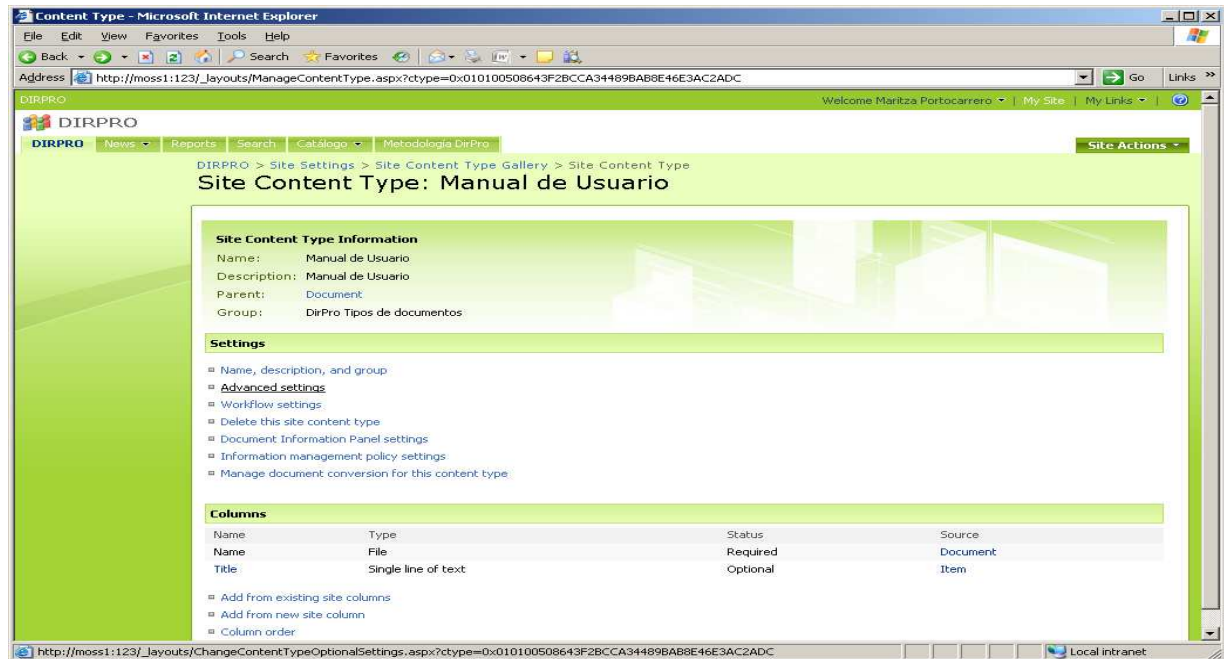 Content Type - Microsoft Internet Explorer
File Edit View Favorites Tools Help
Back Search Favorites
Address http://moss1:123/_layouts/ManageContentType.aspx?ctype=0x010100508643F2BCCA34489BAB8E46E3AC2ADC Go Links »
DIRPRO Welcome Maritza Portocarrero | My Site | My Links |
DIRPRO
DIRPRO News Reports Search Catálogo Metodología DirPro Site Actions
DIRPRO > Site Settings > Site Content Type Gallery > Site Content Type
Site Content Type: Manual de Usuario
Site Content Type Information
Name: Manual de Usuario
Description: Manual de Usuario
Parent: Document
Group: DirPro Tipos de documentos
Settings
Name, description, and group
Advanced settings
Workflow settings
Delete this site content type
Document Information Panel settings
Information management policy settings
Manage document conversion for this content type
Columns
Name Type Status Source
Name File Required Document
Title Single line of text Optional Item
Add from existing site columns
Add from new site column
Column order
http://moss1:123/_layouts/ChangeContentTypeOptionalSettings.aspx?ctype=0x010100508643F2BCCA34489BAB8E46E3AC2ADC Local intranet